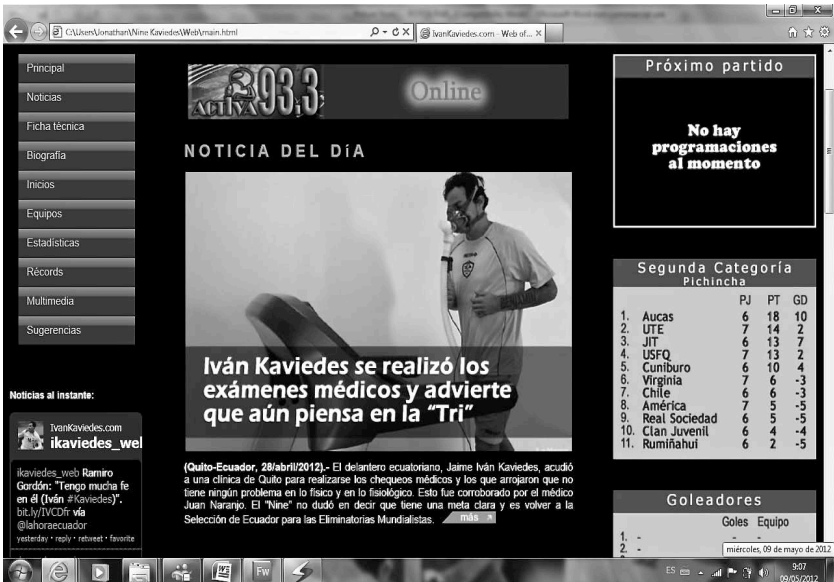 C:\Users\Jonathan\Nine Kaviedes\Web\main.html
IvanKaviedes.com - Web of...
Principal
Noticias
Ficha técnica
Biografía
Inicios
Equipos
Estadísticas
Récords
Multimedia
Sugerencias
Noticias al instante:
IvanKaviedes.com
ikaviedes_wel
ikaviedes_web Ramiro
Gordón: "Tengo mucha fe
en él (Iván #Kaviedes)".
bit.ly/IVCDfr vía
@lahoraecuador
yesterday · reply · retweet · favorite
ACTIVA 93.3
Online
NOTICIA DEL DíA
Iván Kaviedes se realizó los
exámenes médicos y advierte
que aún piensa en la “Tri”
(Quito-Ecuador, 28/abril/2012).- El delantero ecuatoriano, Jaime Iván Kaviedes, acudió
a una clínica de Quito para realizarse los chequeos médicos y los que arrojaron que no
tiene ningún problema en lo físico y en lo fisiológico. Esto fue corroborado por el médico
Juan Naranjo. El "Nine" no dudó en decir que tiene una meta clara y es volver a la
Selección de Ecuador para las Eliminatorias Mundialistas. más
Próximo partido
No hay
programaciones
al momento
Segunda Categoría
Pichincha
PJ PT GD
1. Aucas 6 18 10
2. UTE 7 14 2
3. JIT 6 13 7
4. USFQ 7 13 2
5. Cuniburo 6 10 4
6. Virginia 7 6 -3
7. Chile 6 6 -3
8. América 7 5 -5
9. Real Sociedad 6 5 -5
10. Clan Juvenil 6 4 -4
11. Rumiñahui 6 2 -5
Goleadores
Goles Equipo
1. - - -
2. -
miércoles, 09 de mayo de 2012
Fw
ES
9:07
09/05/2012